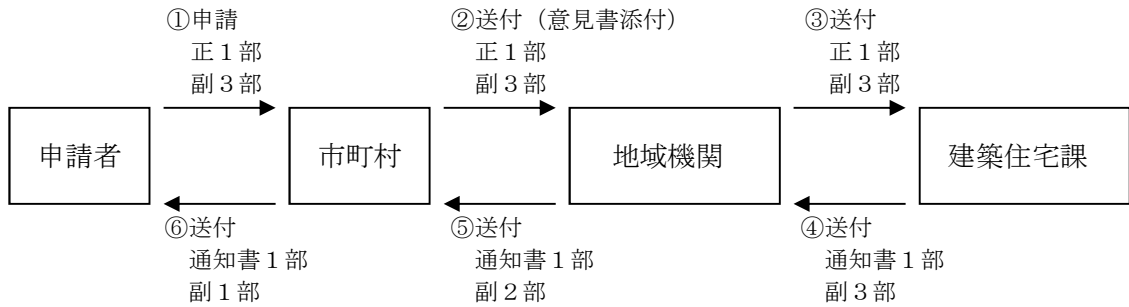 ①申請
正1部
副3部
②送付（意見書添付）
正1部
副3部
③送付
正1部
副3部
申請者
市町村
地域機関
建築住宅課
⑥送付
通知書1部
副1部
⑤送付
通知書1部
副2部
④送付
通知書1部
副3部